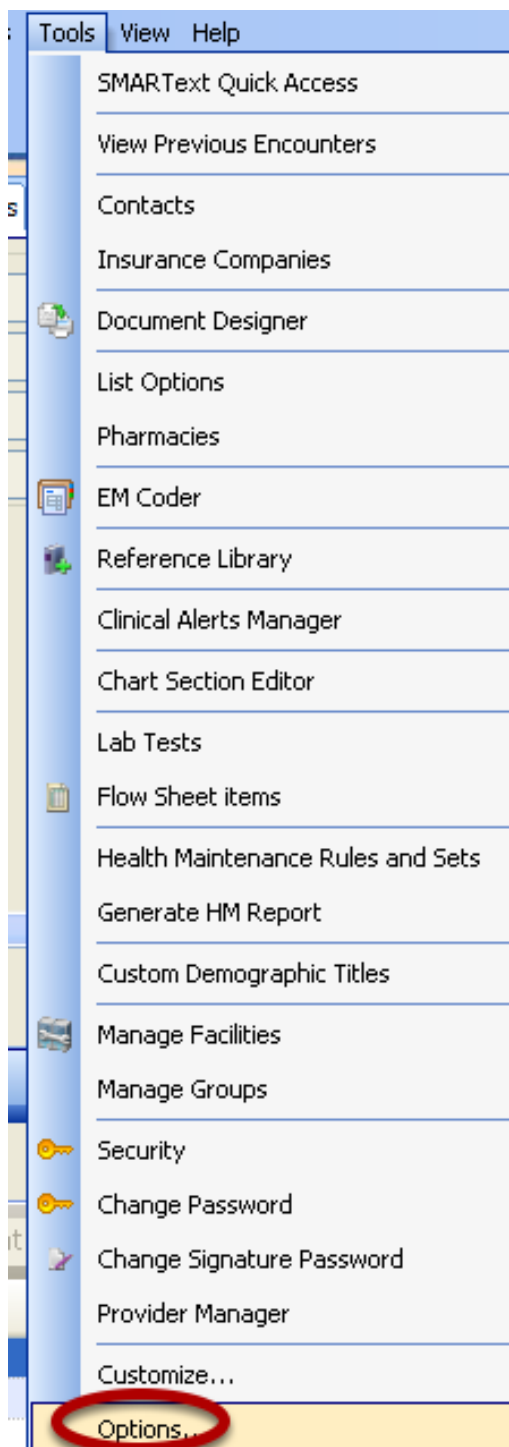 Tools View Help
SMARText Quick Access
View Previous Encounters
Contacts
Insurance Companies
Document Designer
List Options
Pharmacies
EM Coder
Reference Library
Clinical Alerts Manager
Chart Section Editor
Lab Tests
Flow Sheet items
Health Maintenance Rules and Sets
Generate HM Report
Custom Demographic Titles
Manage Facilities
Manage Groups
Security
Change Password
Change Signature Password
Provider Manager
Customize...
Options...